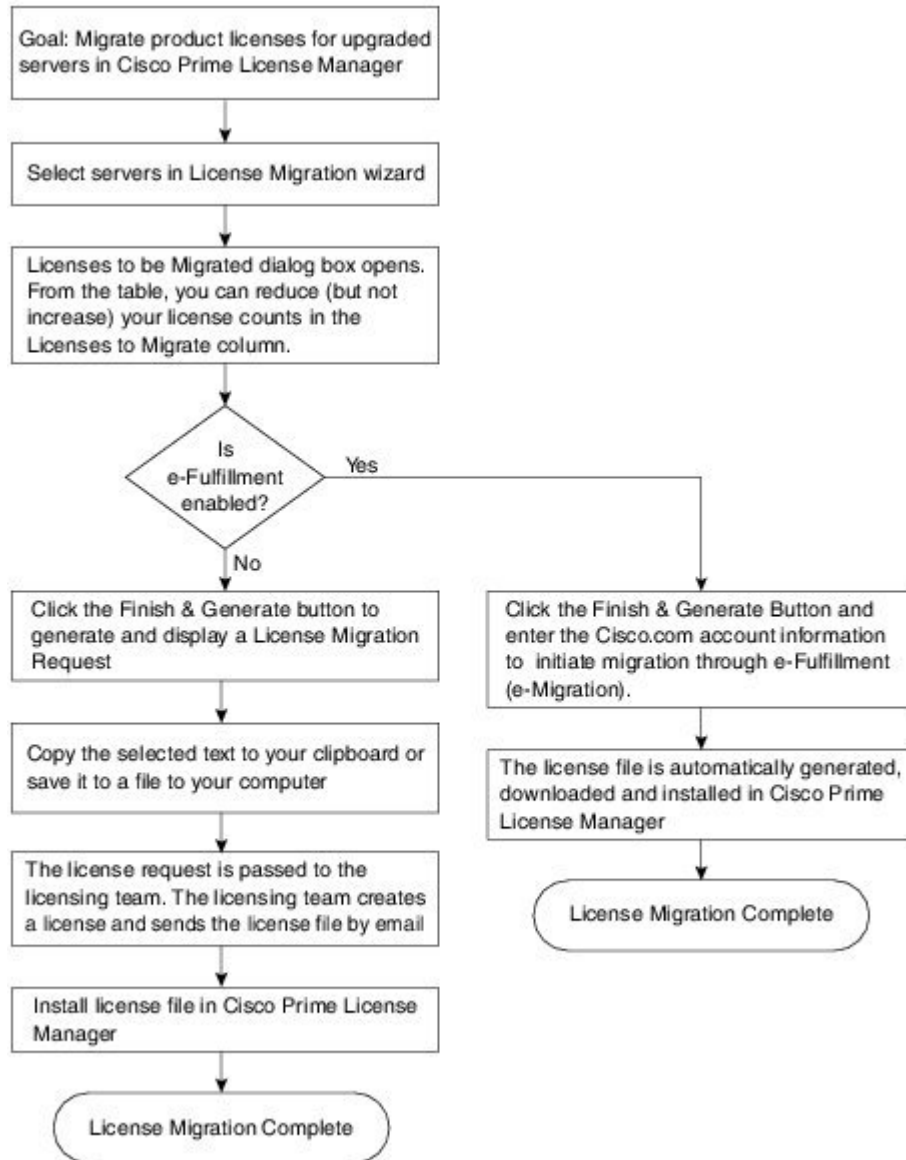 Goal: Migrate product licenses for upgraded
servers in Cisco Prime License Manager
Select servers in License Migration wizard
Licenses to be Migrated dialog box opens.
From the table, you can reduce (but not
increase) your license counts in the
Licenses to Migrate column.
Is
e-Fulfillment
enabled?
Yes
No
Click the Finish & Generate button to
generate and display a License Migration
Request
Copy the selected text to your clipboard or
save it to a file to your computer
The license request is passed to the
licensing team. The licensing team creates
a license and sends the license file by email
Install license file in Cisco Prime License
Manager
License Migration Complete
Click the Finish & Generate Button and
enter the Cisco.com account information
to initiate migration through e-Fulfillment
(e-Migration).
The license file is automatically generated,
downloaded and installed in Cisco Prime
License Manager
License Migration Complete